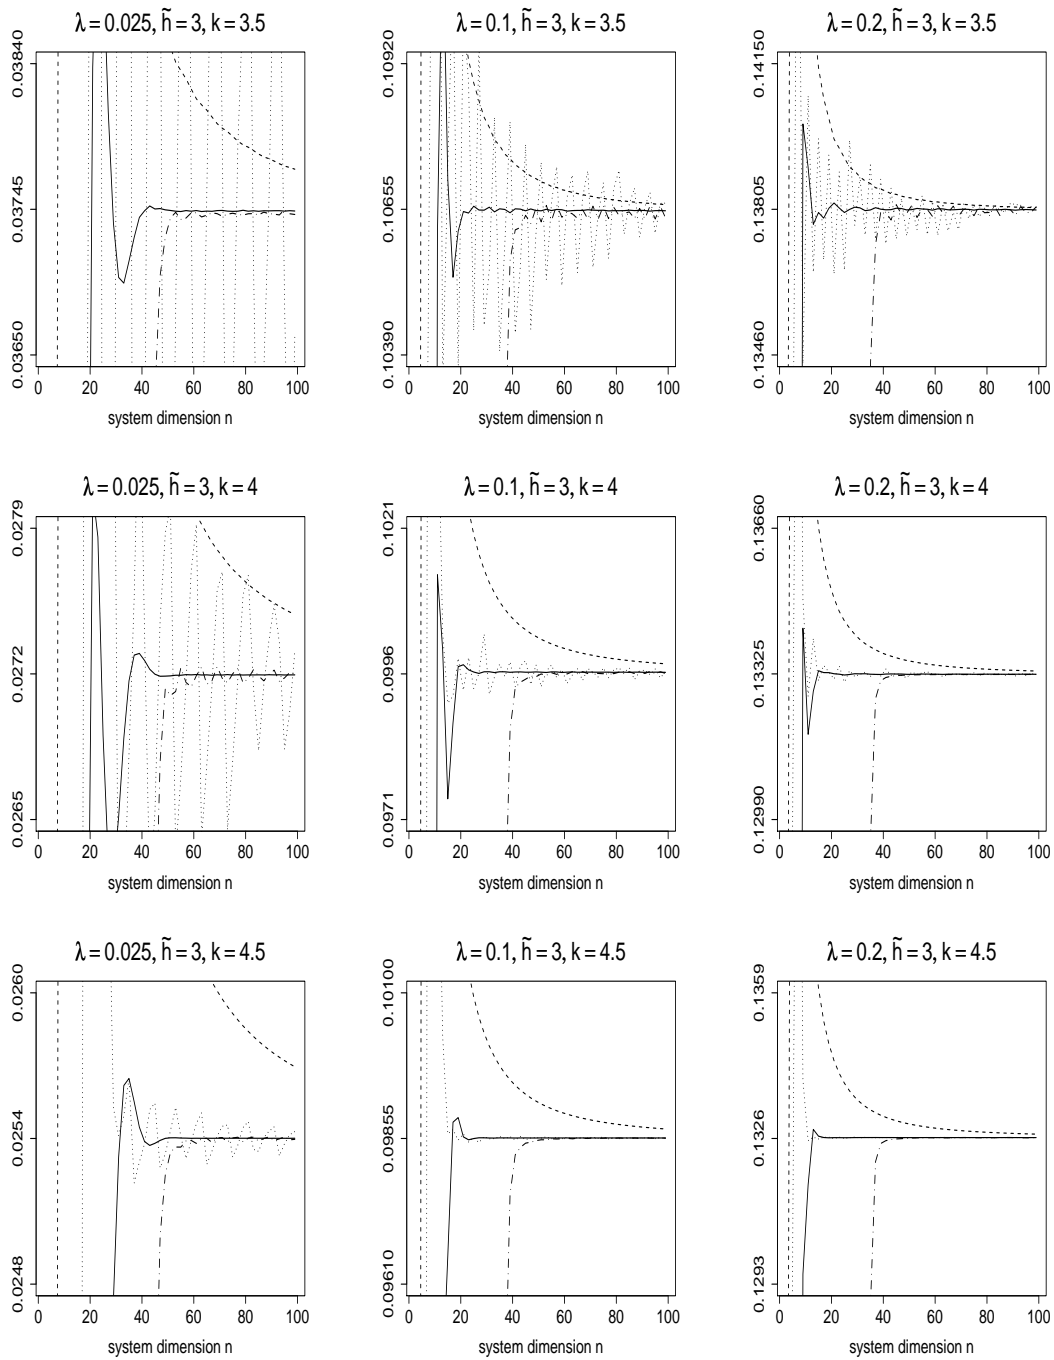 λ = 0.025, h̃ = 3, k = 3.5
0.03840
0.03745
0.03650
0 20 40 60 80 100
system dimension n
λ = 0.1, h̃ = 3, k = 3.5
0.10920
0.10655
0.10390
0 20 40 60 80 100
system dimension n
λ = 0.2, h̃ = 3, k = 3.5
0.14150
0.13805
0.13460
0 20 40 60 80 100
system dimension n
λ = 0.025, h̃ = 3, k = 4
0.0279
0.0272
0.0265
0 20 40 60 80 100
system dimension n
λ = 0.1, h̃ = 3, k = 4
0.1021
0.0996
0.0971
0 20 40 60 80 100
system dimension n
λ = 0.2, h̃ = 3, k = 4
0.13660
0.13325
0.12990
0 20 40 60 80 100
system dimension n
λ = 0.025, h̃ = 3, k = 4.5
0.0260
0.0254
0.0248
0 20 40 60 80 100
system dimension n
λ = 0.1, h̃ = 3, k = 4.5
0.10100
0.09855
0.09610
0 20 40 60 80 100
system dimension n
λ = 0.2, h̃ = 3, k = 4.5
0.1359
0.1326
0.1293
0 20 40 60 80 100
system dimension n